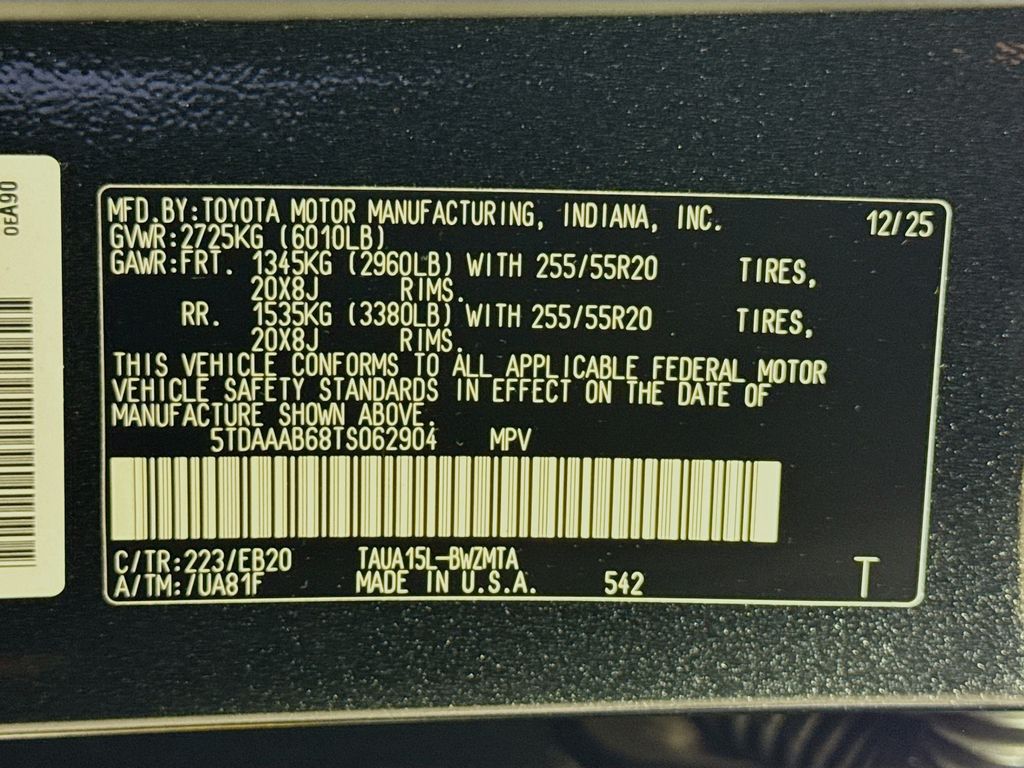 0EA90
MFD.BY:TOYOTA MOTOR MANUFACTURING, INDIANA, INC. 12/25
GVWR:2725KG (6010LB)
GAWR:FRT. 1345KG (2960LB) WITH 255/55R20 TIRES,
20X8J RIMS.
RR. 1535KG (3380LB) WITH 255/55R20 TIRES,
20X8J RIMS.
THIS VEHICLE CONFORMS TO ALL APPLICABLE FEDERAL MOTOR
VEHICLE SAFETY STANDARDS IN EFFECT ON THE DATE OF
MANUFACTURE SHOWN ABOVE.
5TDAAAB68TS062904 MPV
C/TR:223/EB20 TAUA15L-BWZMTA
A/TM:/UA81F MADE IN U.S.A. 542 T